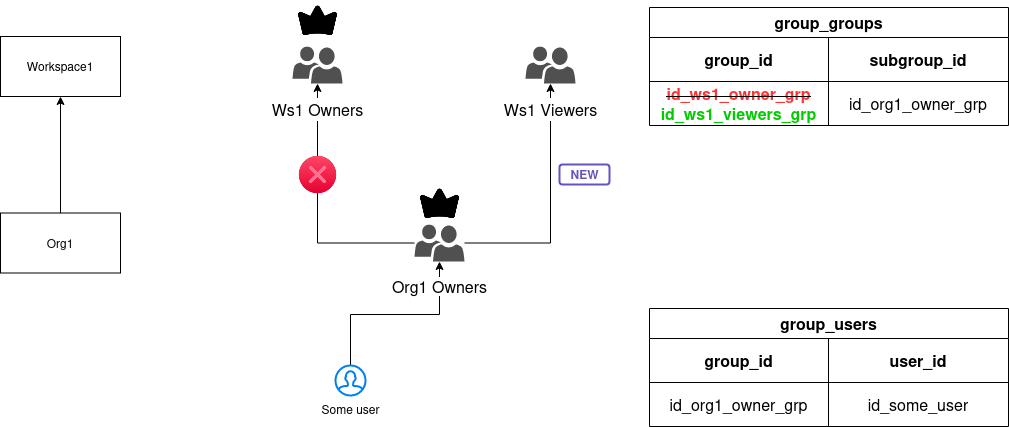 Workspace1
Org1
Ws1 Owners
Ws1 Viewers
NEW
Org1 Owners
Some user
group_groups
group_id
subgroup_id
id_ws1_owner_grp
id_ws1_viewers_grp
id_org1_owner_grp
group_users
group_id
user_id
id_org1_owner_grp
id_some_user